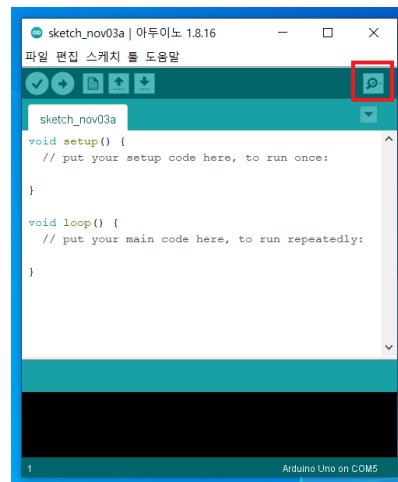 sketch_nov03a | 아두이노 1.8.16
파일 편집 스케치 툴 도움말
sketch_nov03a
void setup() {
// put your setup code here, to run once:
}
void loop() {
// put your main code here, to run repeatedly:
}
1 Arduino Uno on COM5